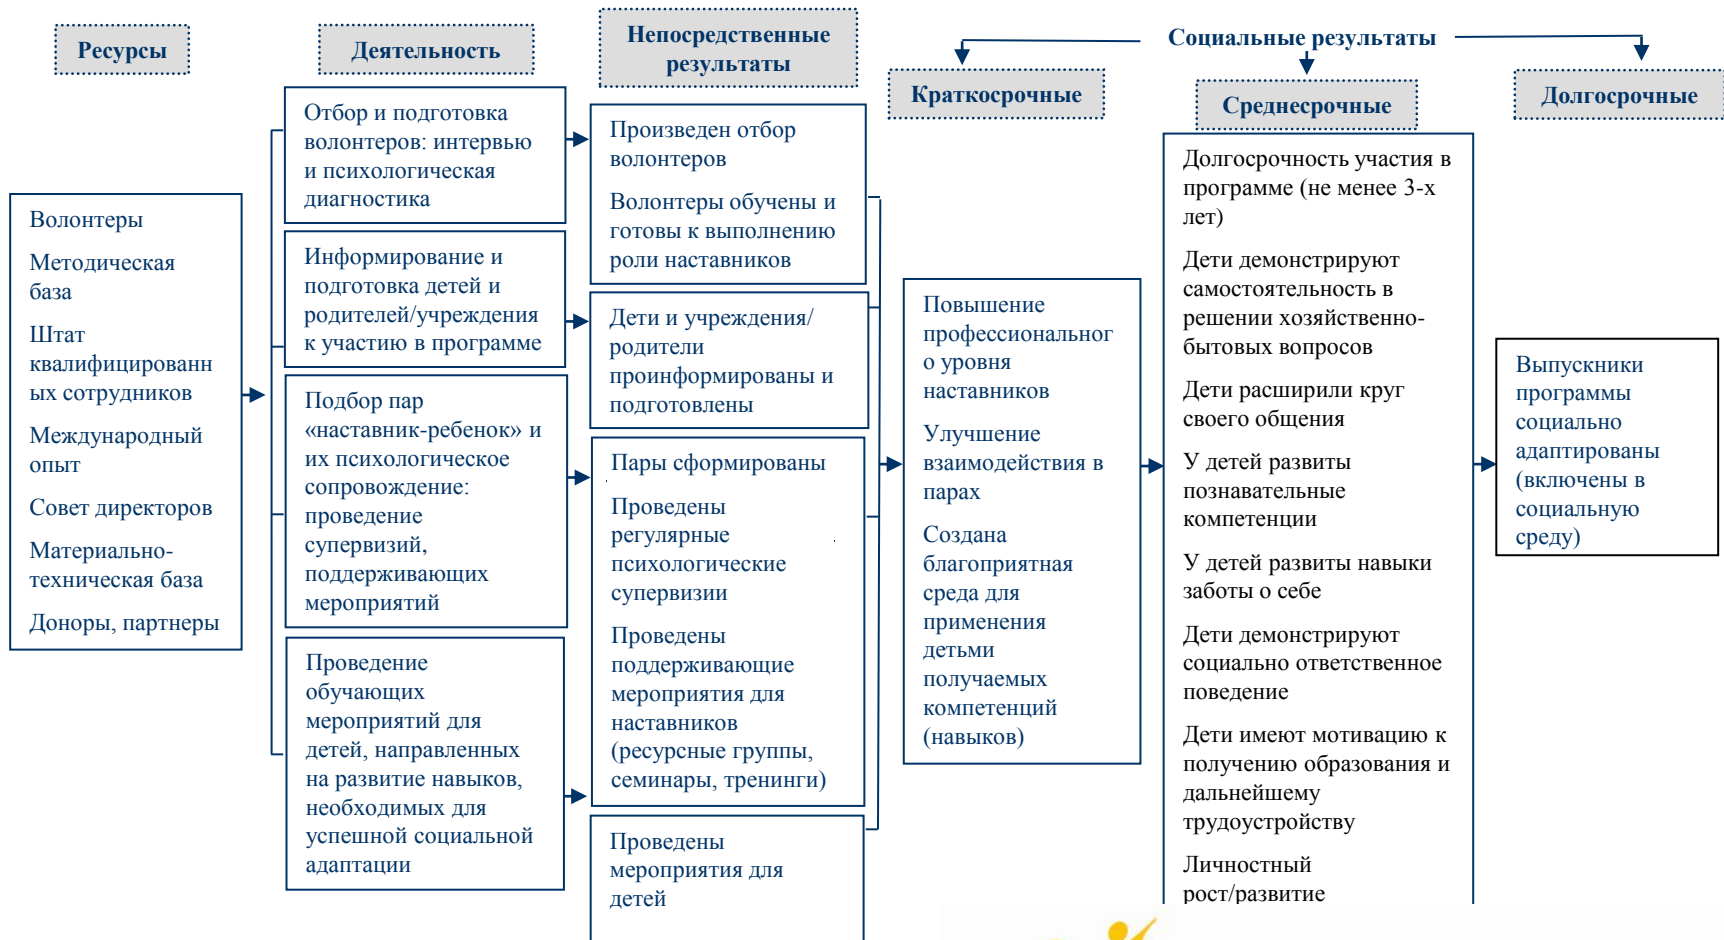 Ресурсы
Деятельность
Непосредственные
результаты
Социальные результаты
Краткосрочные
Среднесрочные
Долгосрочные
Волонтеры
Методическая
база
Штат
квалифицированн
ых сотрудников
Международный
опыт
Совет директоров
Материально-
техническая база
Доноры, партнеры
Отбор и подготовка
волонтеров: интервью
и психологическая
диагностика
Информирование и
подготовка детей и
родителей/учреждения
к участию в программе
Подбор пар
«наставник-ребенок» и
их психологическое
сопровождение:
проведение
супервизий,
поддерживающих
мероприятий
Проведение
обучающих
мероприятий для
детей, направленных
на развитие навыков,
необходимых для
успешной социальной
адаптации
Произведен отбор
волонтеров
Волонтеры обучены и
готовы к выполнению
роли наставников
Дети и учреждения/
родители
проинформированы и
подготовлены
Пары сформированы
Проведены
регулярные
психологические
супервизии
Проведены
поддерживающие
мероприятия для
наставников
(ресурсные группы,
семинары, тренинги)
Проведены
мероприятия для
детей
Повышение
профессиональног
о уровня
наставников
Улучшение
взаимодействия в
парах
Создана
благоприятная
среда для
применения
детьми
получаемых
компетенций
(навыков)
Долгосрочность участия в
программе (не менее 3-х
лет)
Дети демонстрируют
самостоятельность в
решении хозяйственно-
бытовых вопросов
Дети расширили круг
своего общения
У детей развиты
познавательные
компетенции
У детей развиты навыки
заботы о себе
Дети демонстрируют
социально ответственное
поведение
Дети имеют мотивацию к
получению образования и
дальнейшему
трудоустройству
Личностный
рост/развитие
Выпускники
программы
социально
адаптированы
(включены в
социальную
среду)